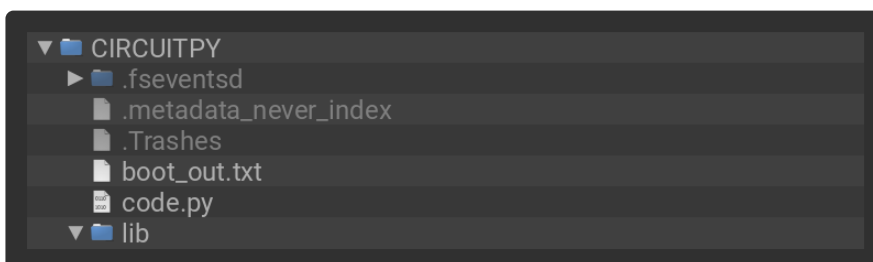 CIRCUITPY
.fseventsd
.metadata_never_index
.Trashes
boot_out.txt
code.py
lib